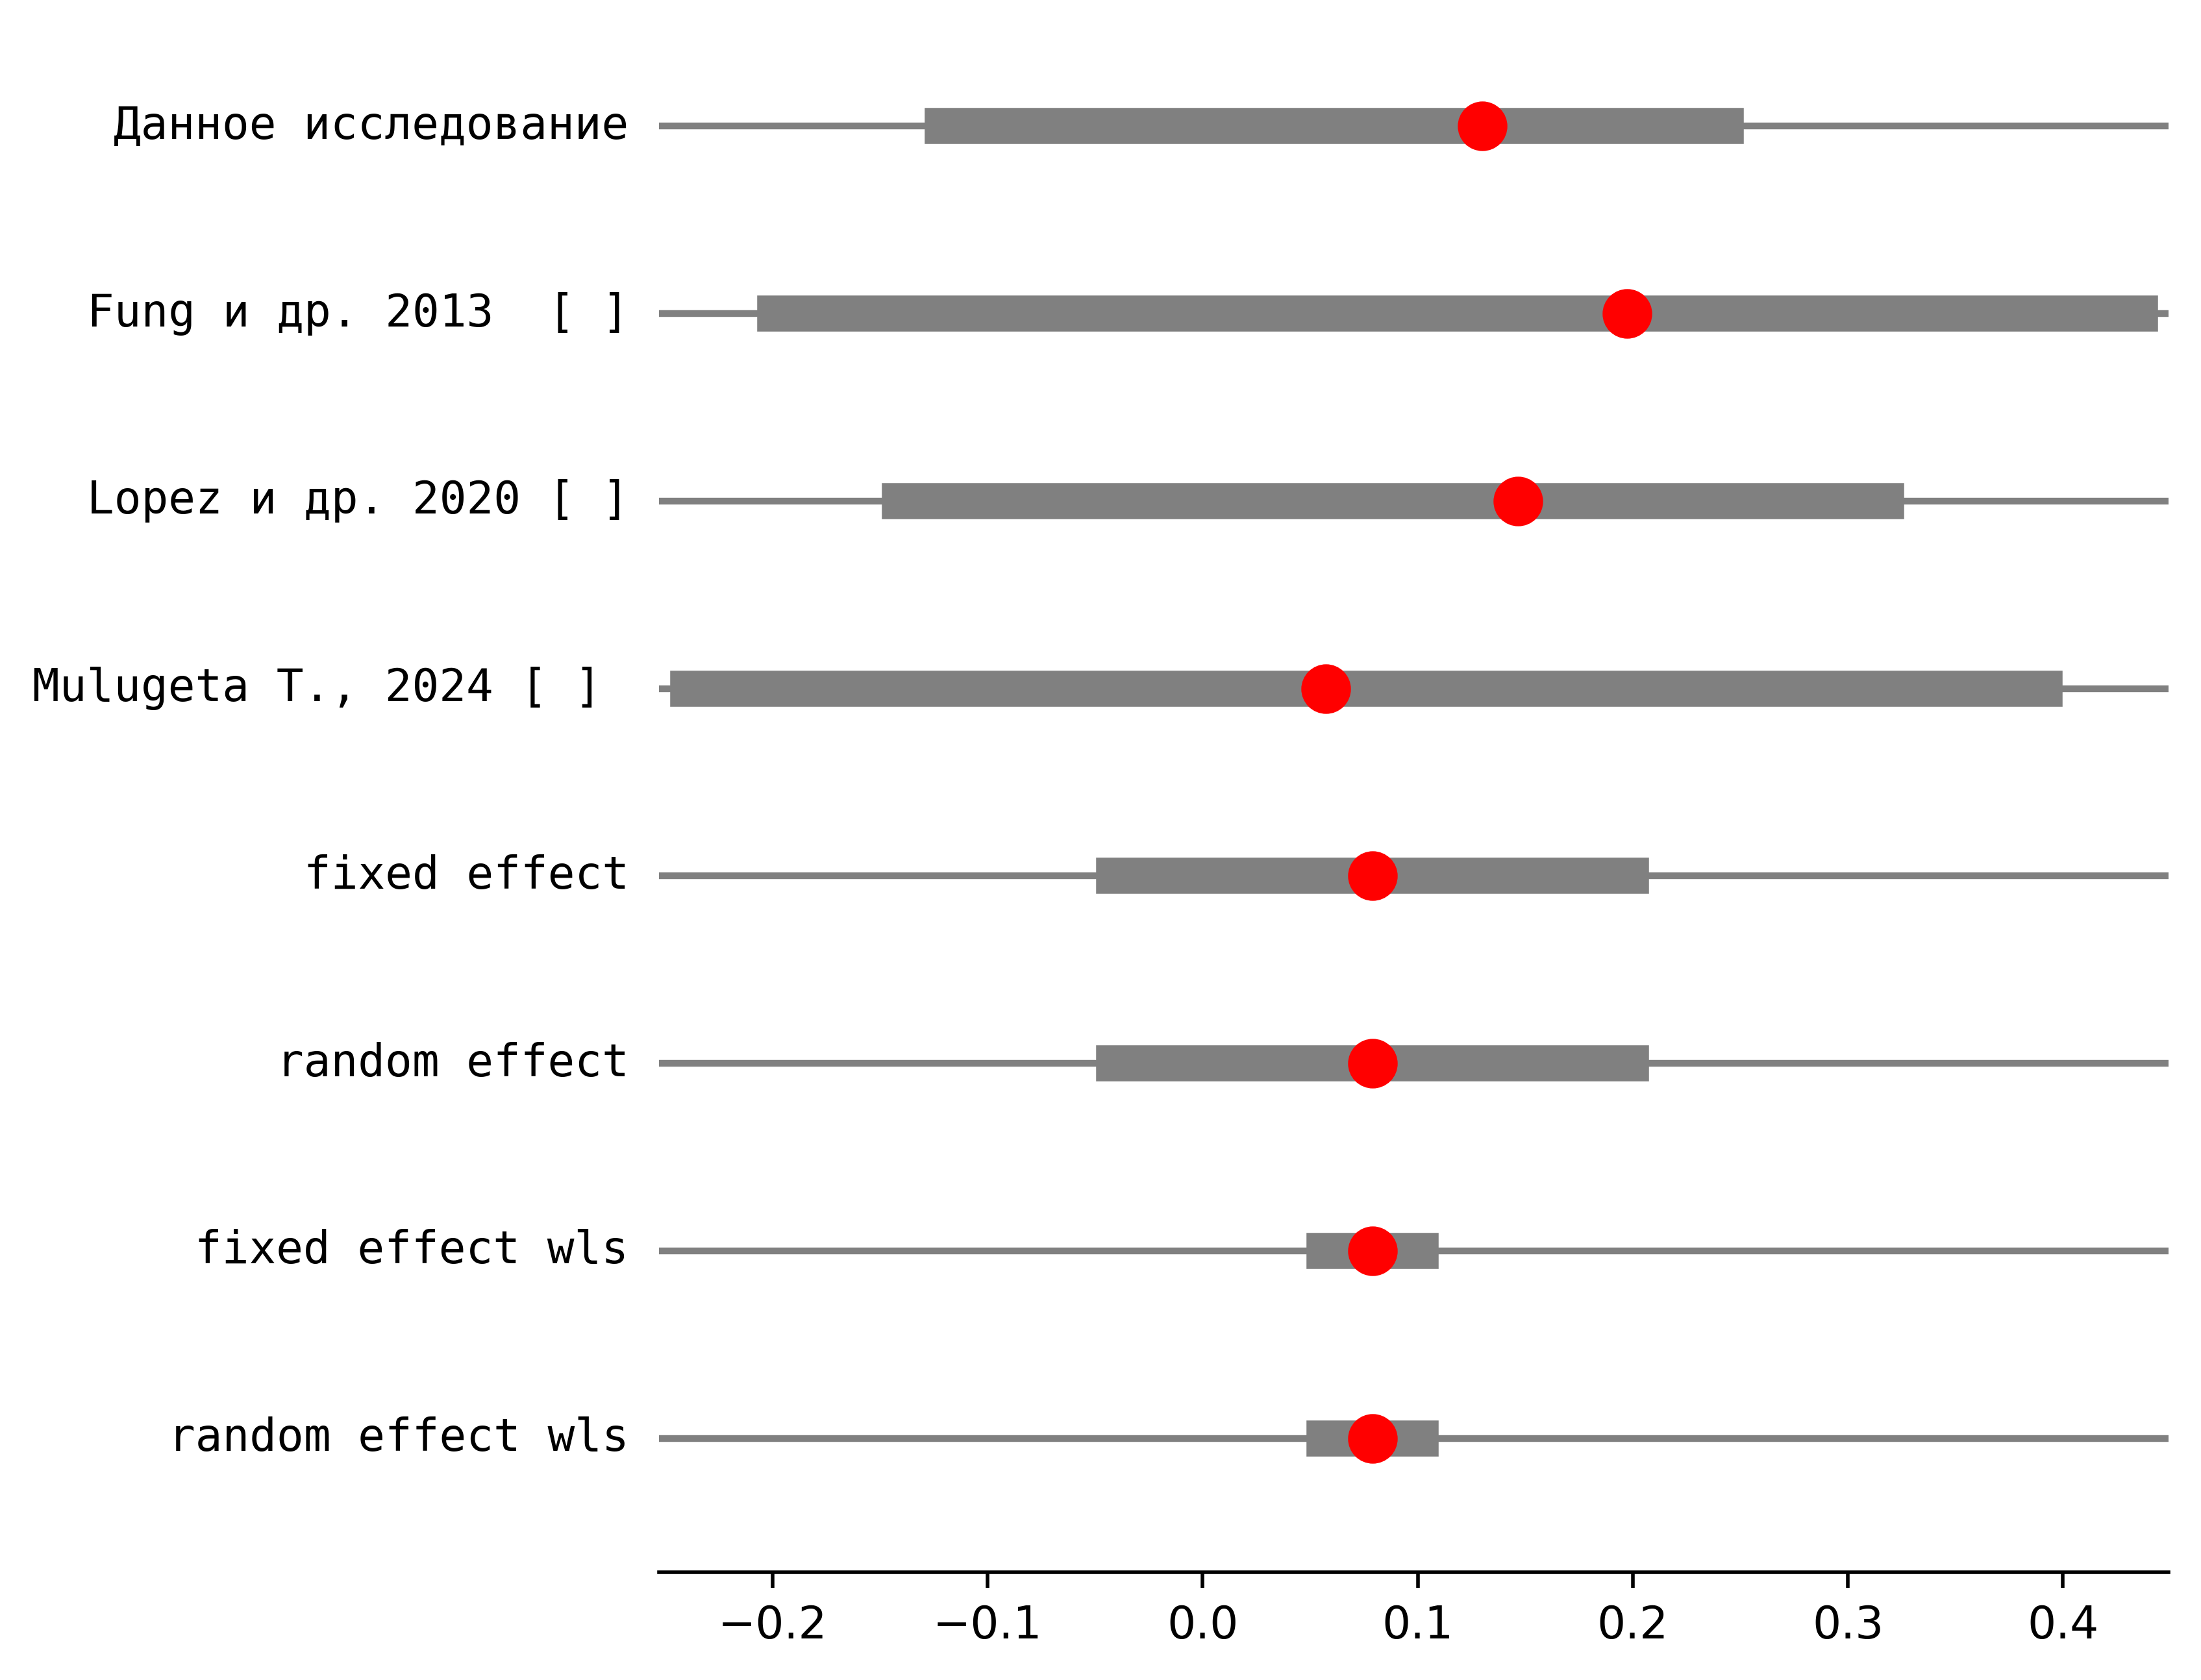 Данное исследование
Fung и др. 2013  [ ]
Lopez и др. 2020 [ ]
Mulugeta T., 2024 [ ]
fixed effect
random effect
fixed effect wls
random effect wls
−0.2 −0.1 0.0 0.1 0.2 0.3 0.4